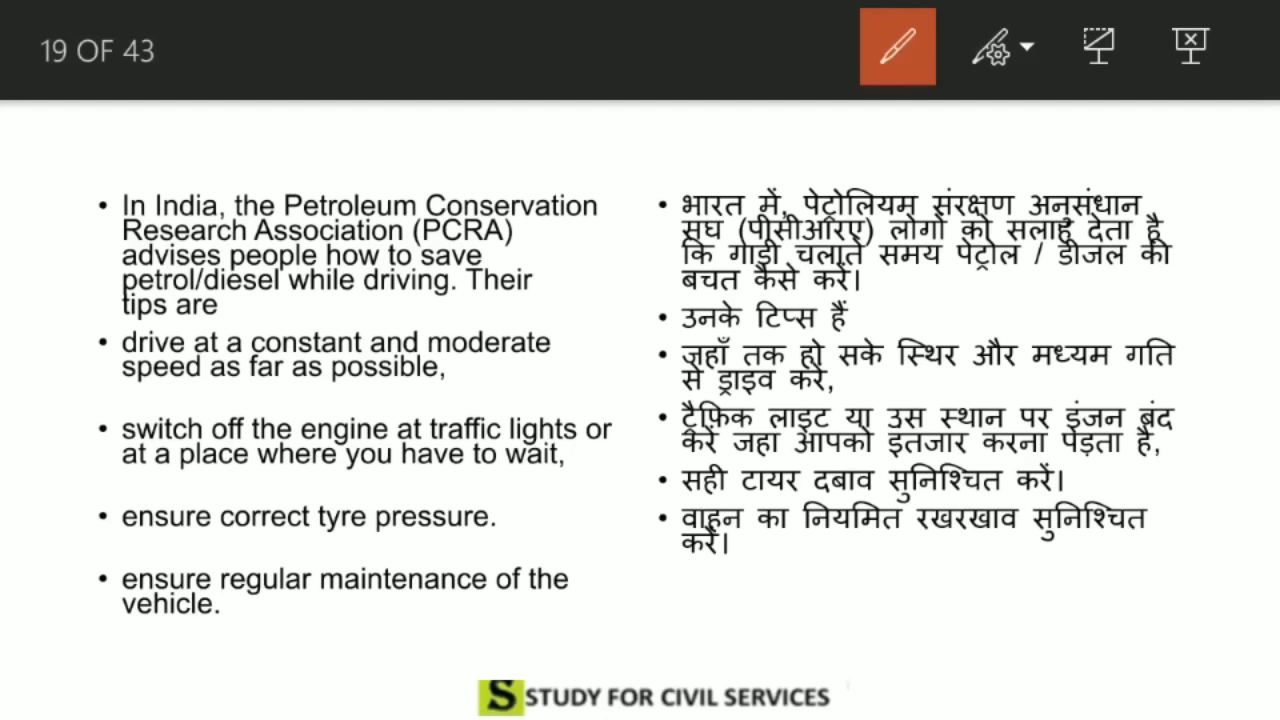 19 OF 43
• In India, the Petroleum Conservation
Research Association (PCRA)
advises people how to save
petrol/diesel while driving. Their
tips are
• drive at a constant and moderate
speed as far as possible,
• switch off the engine at traffic lights or
at a place where you have to wait,
• ensure correct tyre pressure.
• ensure regular maintenance of the
vehicle.
• भारत में, पेट्रोलियम संरक्षण अनुसंधान
संघ (पीसीआरए) लोगों को सलाह देता है
कि गाड़ी चलाते समय पेट्रोल / डीजल की
बचत कैसे करें।
• उनके टिप्स हैं
• जहाँ तक हो सके स्थिर और मध्यम गति
से ड्राइव करें,
• ट्रैफ़िक लाइट या उस स्थान पर इंजन बंद
करें जहां आपको इंतजार करना पड़ता है,
• सही टायर दबाव सुनिश्चित करें।
• वाहन का नियमित रखरखाव सुनिश्चित
करें।
S STUDY FOR CIVIL SERVICES